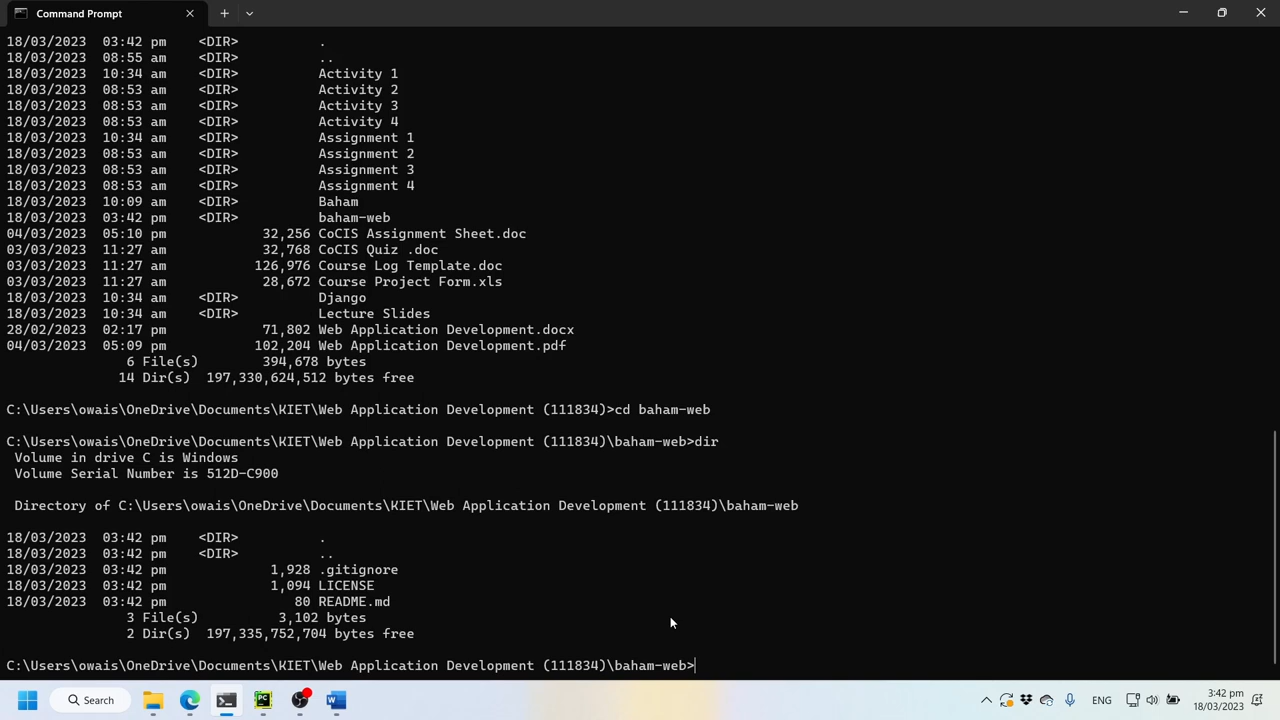 Command Prompt
18/03/2023  03:42 pm    <DIR>          .
18/03/2023  08:55 am    <DIR>          ..
18/03/2023  10:34 am    <DIR>          Activity 1
18/03/2023  08:53 am    <DIR>          Activity 2
18/03/2023  08:53 am    <DIR>          Activity 3
18/03/2023  08:53 am    <DIR>          Activity 4
18/03/2023  10:34 am    <DIR>          Assignment 1
18/03/2023  08:53 am    <DIR>          Assignment 2
18/03/2023  08:53 am    <DIR>          Assignment 3
18/03/2023  08:53 am    <DIR>          Assignment 4
18/03/2023  10:09 am    <DIR>          Baham
18/03/2023  03:42 pm    <DIR>          baham-web
04/03/2023  05:10 pm            32,256 CoCIS Assignment Sheet.doc
03/03/2023  11:27 am            32,768 CoCIS Quiz .doc
03/03/2023  11:27 am           126,976 Course Log Template.doc
03/03/2023  11:27 am            28,672 Course Project Form.xls
18/03/2023  10:34 am    <DIR>          Django
18/03/2023  10:34 am    <DIR>          Lecture Slides
28/02/2023  02:17 pm            71,802 Web Application Development.docx
04/03/2023  05:09 pm           102,204 Web Application Development.pdf
6 File(s)        394,678 bytes
14 Dir(s)  197,330,624,512 bytes free
C:\Users\owais\OneDrive\Documents\KIET\Web Application Development (111834)>cd baham-web
C:\Users\owais\OneDrive\Documents\KIET\Web Application Development (111834)\baham-web>dir
Volume in drive C is Windows
Volume Serial Number is 512D-C900
Directory of C:\Users\owais\OneDrive\Documents\KIET\Web Application Development (111834)\baham-web
18/03/2023  03:42 pm    <DIR>          .
18/03/2023  03:42 pm    <DIR>          ..
18/03/2023  03:42 pm             1,928 .gitignore
18/03/2023  03:42 pm             1,094 LICENSE
18/03/2023  03:42 pm                80 README.md
3 File(s)          3,102 bytes
2 Dir(s)  197,335,752,704 bytes free
C:\Users\owais\OneDrive\Documents\KIET\Web Application Development (111834)\baham-web>
Search
PC
W
ENG
3:42 pm
18/03/2023